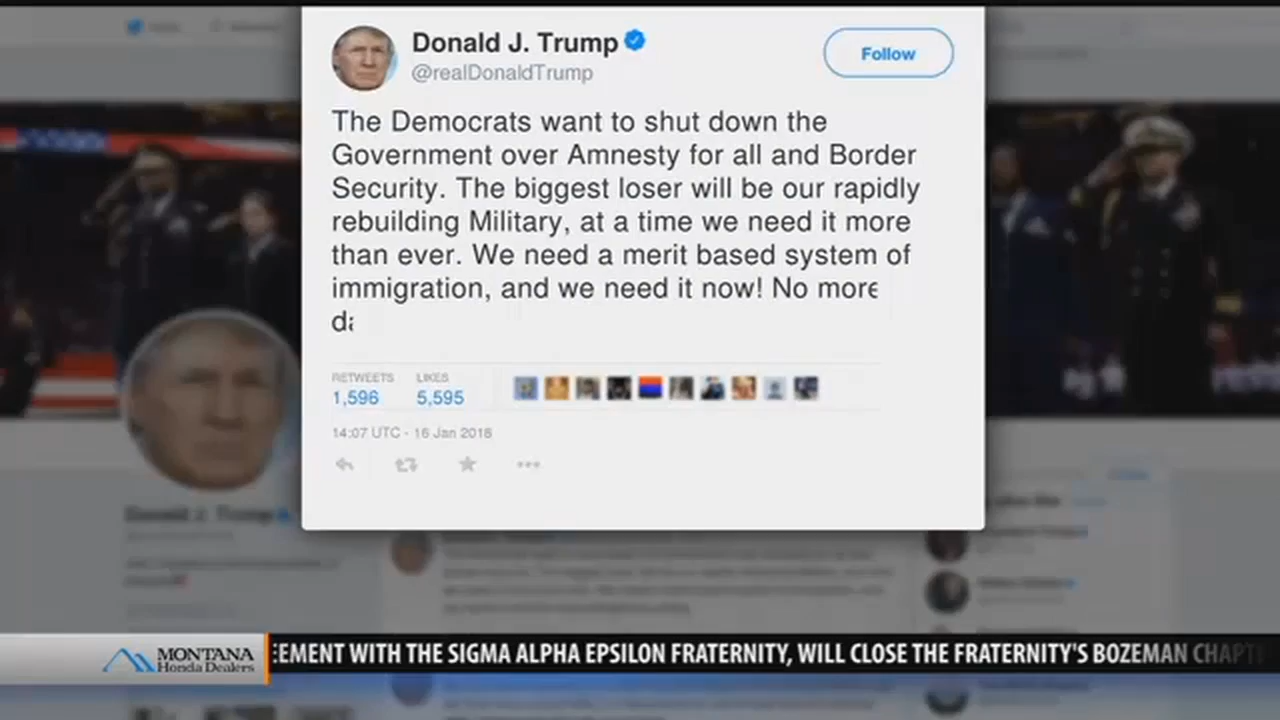 Donald J. Trump
Follow
@realDonaldTrump
The Democrats want to shut down the
Government over Amnesty for all and Border
Security. The biggest loser will be our rapidly
rebuilding Military, at a time we need it more
than ever. We need a merit based system of
immigration, and we need it now! No more
da
RETWEETS LIKES
1,596 5,595
14:07 UTC - 16 Jan 2018
Donald J. Trump
MONTANA
Honda Dealers
EEMENT WITH THE SIGMA ALPHA EPSILON FRATERNITY, WILL CLOSE THE FRATERNITY'S BOZEMAN CHAPT